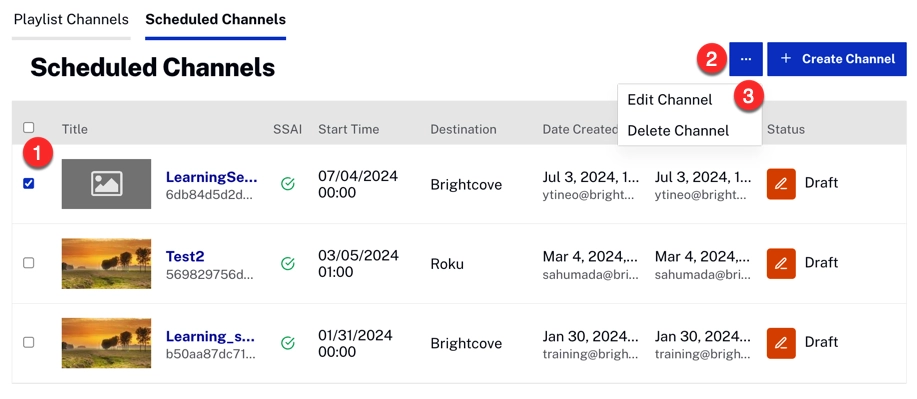 Playlist Channels
Scheduled Channels
Scheduled Channels
2
...
+ Create Channel
Edit Channel
3
Delete Channel
Title
SSAI
Start Time
Destination
Date Created
Status
1
LearningSe...
6db84d5d2d...
07/04/2024
00:00
Brightcove
Jul 3, 2024, 1...
ytineo@bright...
Jul 3, 2024, 1...
ytineo@bright...
Draft
Test2
569829756d...
03/05/2024
01:00
Roku
Mar 4, 2024,...
sahumada@bri...
Mar 4, 2024,...
sahumada@bri...
Draft
Learning_s...
b50aa87dc71...
01/31/2024
00:00
Brightcove
Jan 30, 2024...
training@brigh...
Jan 30, 2024...
training@brigh...
Draft